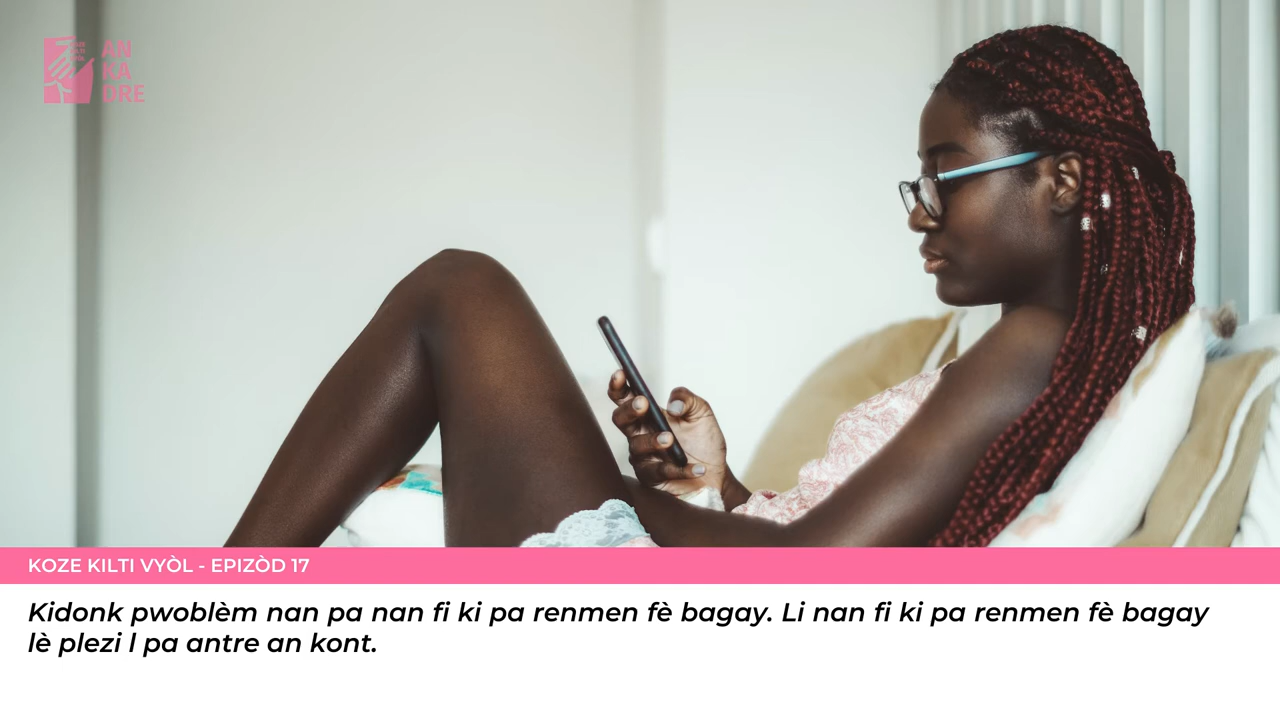 AN
KA
DRE
KOZE KILTI VYÒL - EPIZÒD 17
Kidonk pwoblèm nan pa nan fi ki pa renmen fè bagay. Li nan fi ki pa renmen fè bagay
lè plezi l pa antre an kont.